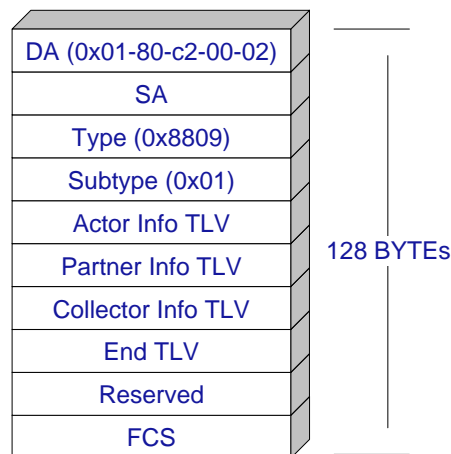 DA (0x01-80-c2-00-02)
SA
Type (0x8809)
Subtype (0x01)
Actor Info TLV
Partner Info TLV
Collector Info TLV
End TLV
Reserved
FCS
128 BYTEs